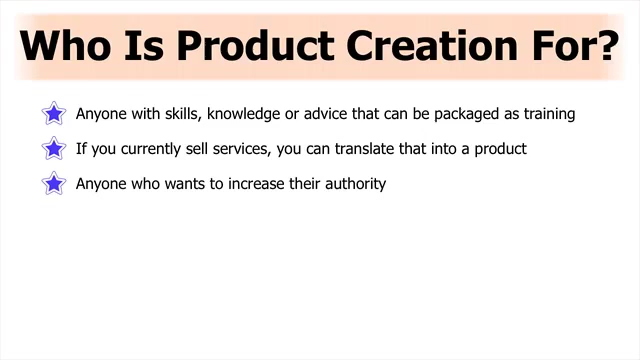 Who Is Product Creation For?
Anyone with skills, knowledge or advice that can be packaged as training
If you currently sell services, you can translate that into a product
Anyone who wants to increase their authority